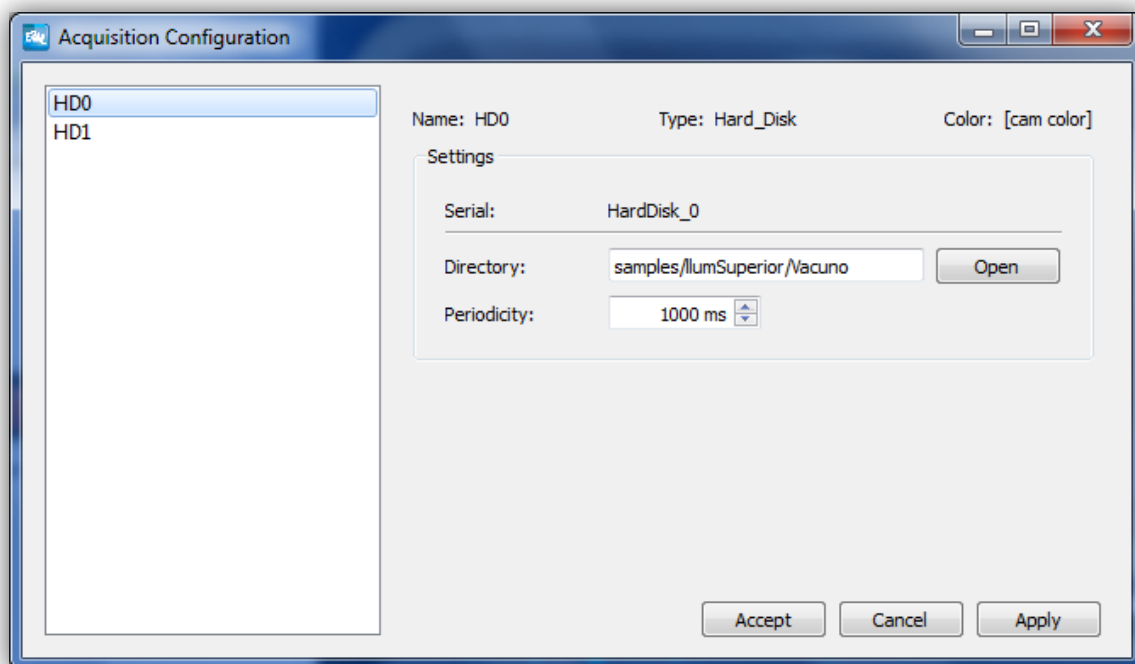 Acquisition Configuration
HD0
HD1
Name: HD0 Type: Hard_Disk Color: [cam color]
Settings
Serial: HardDisk_0
Directory: samples/IlumSuperior/Vacuno Open
Periodicity: 1000 ms
Accept Cancel Apply